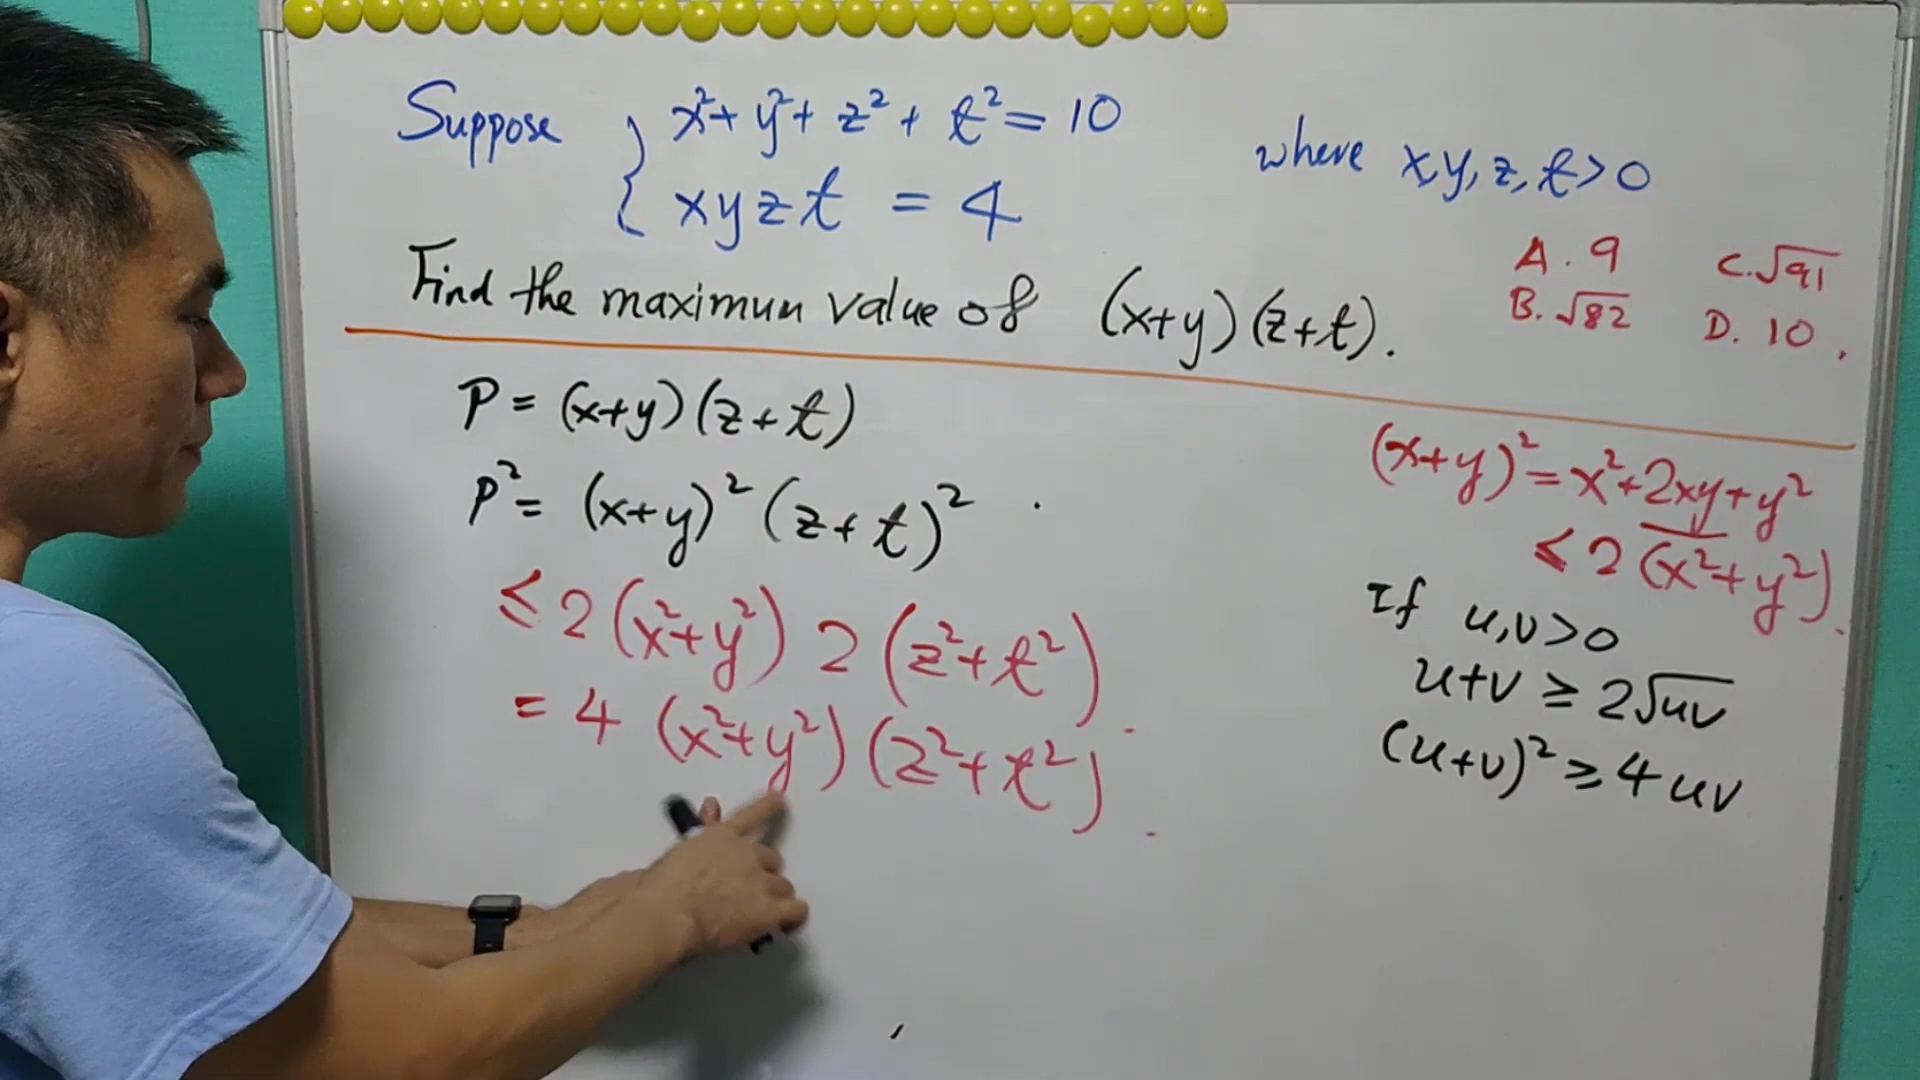 Suppose { x²+ y²+ z² + t² = 10
xyzt = 4
where x, y, z, t > 0
Find the maximun value of (x+y)(z+t).
A. 9
C. √91
B. √82
D. 10.
P = (x+y)(z+t)
P² = (x+y)²(z+t)².
≤ 2(x²+y²) 2(z²+t²)
= 4 (x²+y²)(z²+t²).
(x+y)² = x²+2xy+y²
≤ 2 (x²+y²).
If u,v>0
u+v ≥ 2√uv
(u+v)² ≥ 4uv